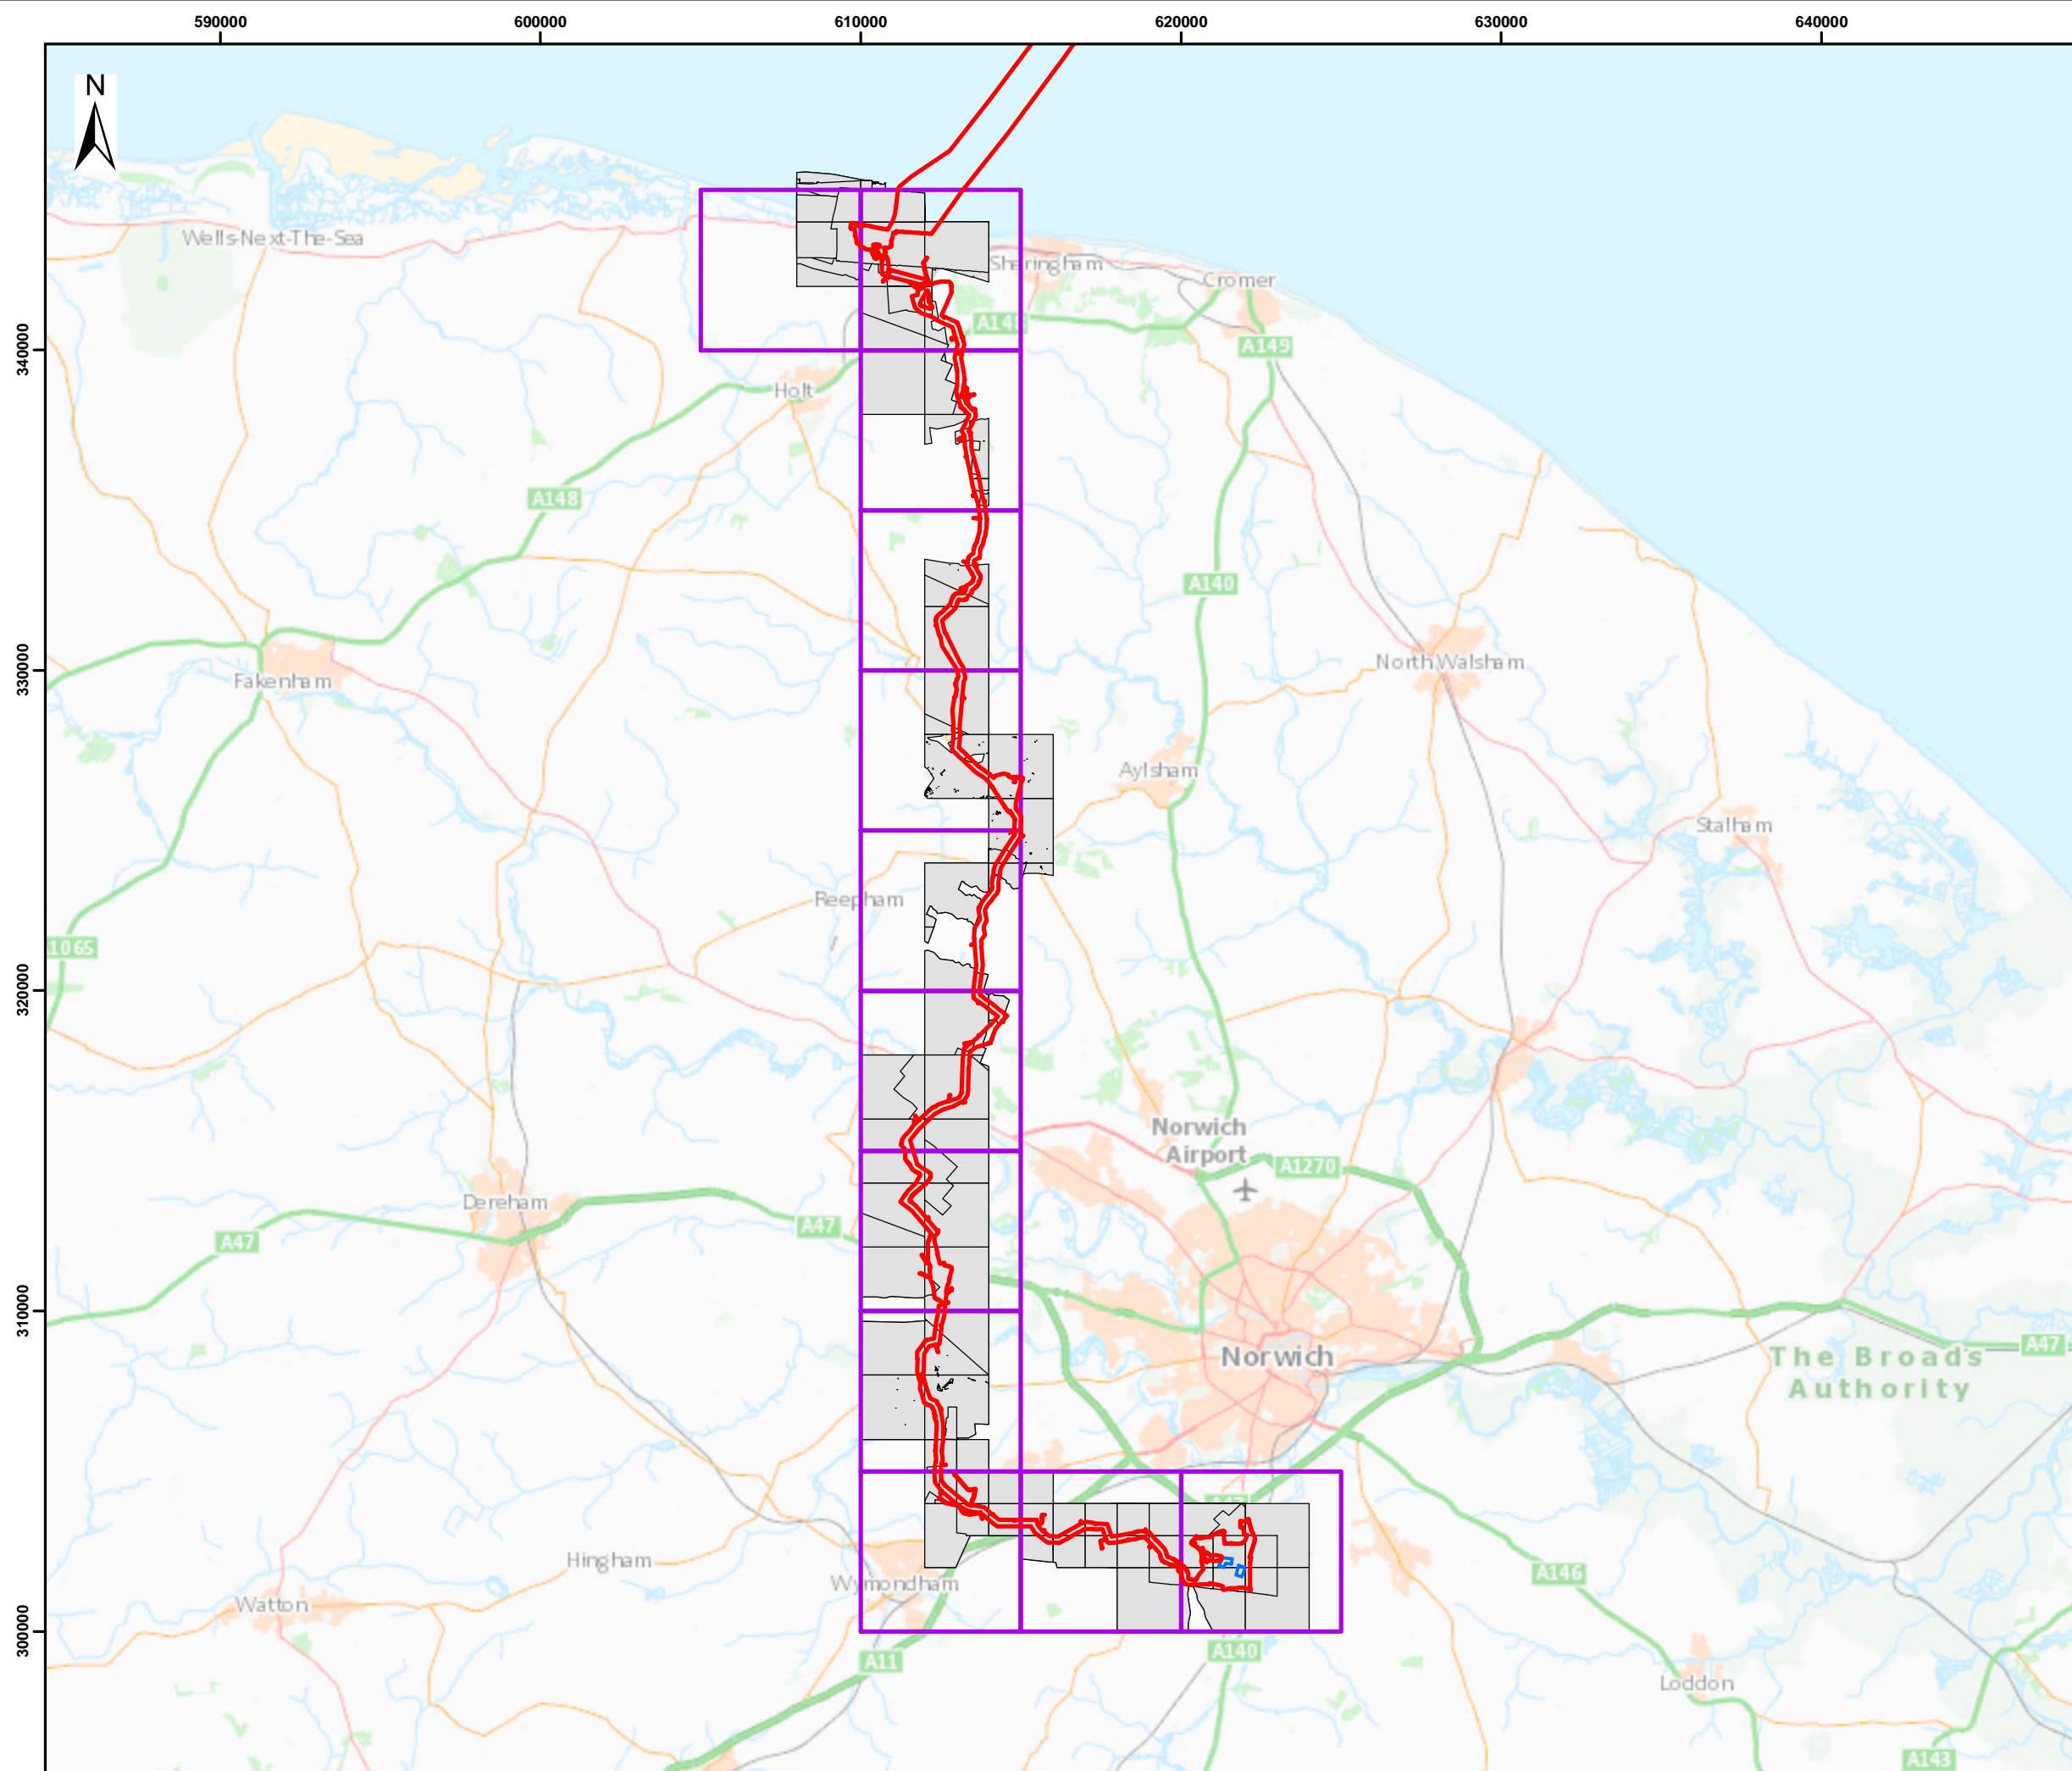 590000 600000 610000 620000 630000 640000
N
Wells-Next-The-Sea
Sheringham
Cromer
A148
A149
340000
Holt
A148
A140
North Walsham
330000
Fakenham
Aylsham
Stalham
Reepham
1065
320000
Norwich
Airport
A1270
Dereham
A47
A47
310000
Norwich
The Broads
Authority
A47
Hingham
Wymondham
A146
Watton
300000
A11
A140
Loddon
A143